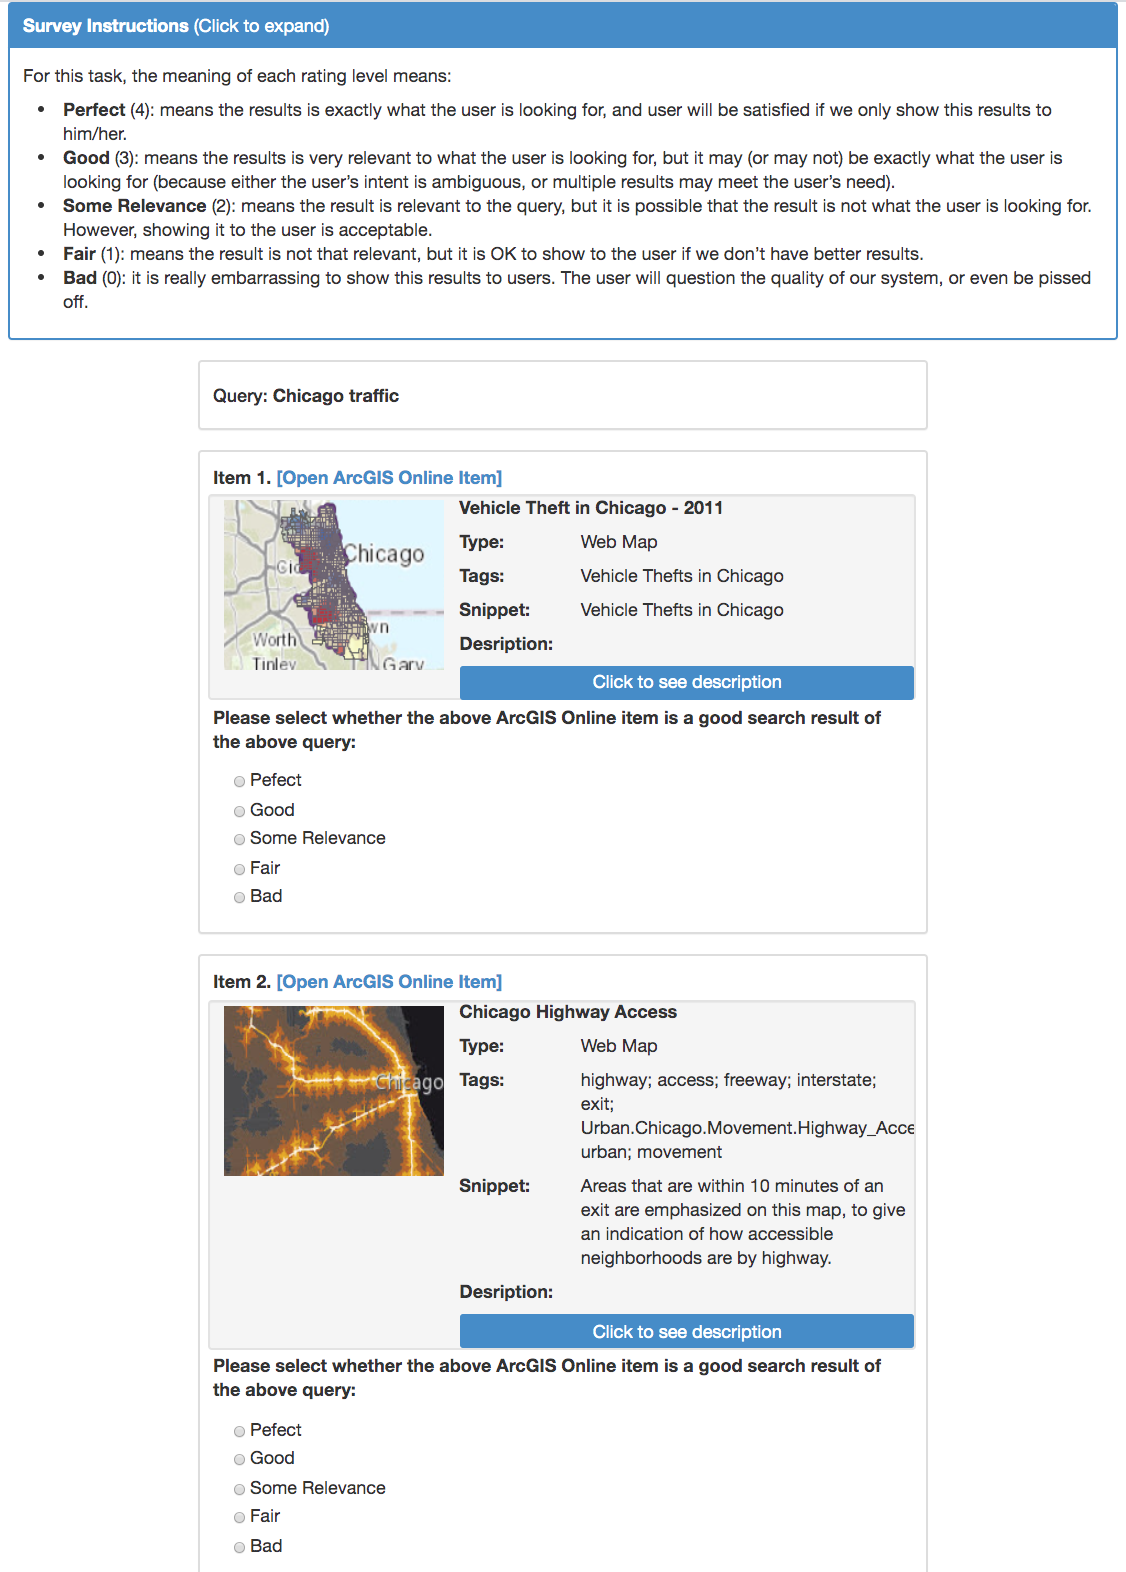 Survey Instructions (Click to expand)
For this task, the meaning of each rating level means:
• Perfect (4): means the results is exactly what the user is looking for, and user will be satisfied if we only show this results to
him/her.
• Good (3): means the results is very relevant to what the user is looking for, but it may (or may not) be exactly what the user is
looking for (because either the user's intent is ambiguous, or multiple results may meet the user's need).
• Some Relevance (2): means the result is relevant to the query, but it is possible that the result is not what the user is looking for.
However, showing it to the user is acceptable.
• Fair (1): means the result is not that relevant, but it is OK to show to the user if we don't have better results.
• Bad (0): it is really embarrassing to show this results to users. The user will question the quality of our system, or even be pissed
off.
Query: Chicago traffic
Item 1. [Open ArcGIS Online Item]
Chicago
Cic
Worth
wn
Tinley
Gary
Vehicle Theft in Chicago - 2011
Type: Web Map
Tags: Vehicle Thefts in Chicago
Snippet: Vehicle Thefts in Chicago
Desription:
Click to see description
Please select whether the above ArcGIS Online item is a good search result of
the above query:
Pefect
Good
Some Relevance
Fair
Bad
Item 2. [Open ArcGIS Online Item]
Chicago
Chicago Highway Access
Type: Web Map
Tags: highway; access; freeway; interstate;
exit;
Urban.Chicago.Movement.Highway_Acce
urban; movement
Snippet: Areas that are within 10 minutes of an
exit are emphasized on this map, to give
an indication of how accessible
neighborhoods are by highway.
Desription:
Click to see description
Please select whether the above ArcGIS Online item is a good search result of
the above query:
Pefect
Good
Some Relevance
Fair
Bad